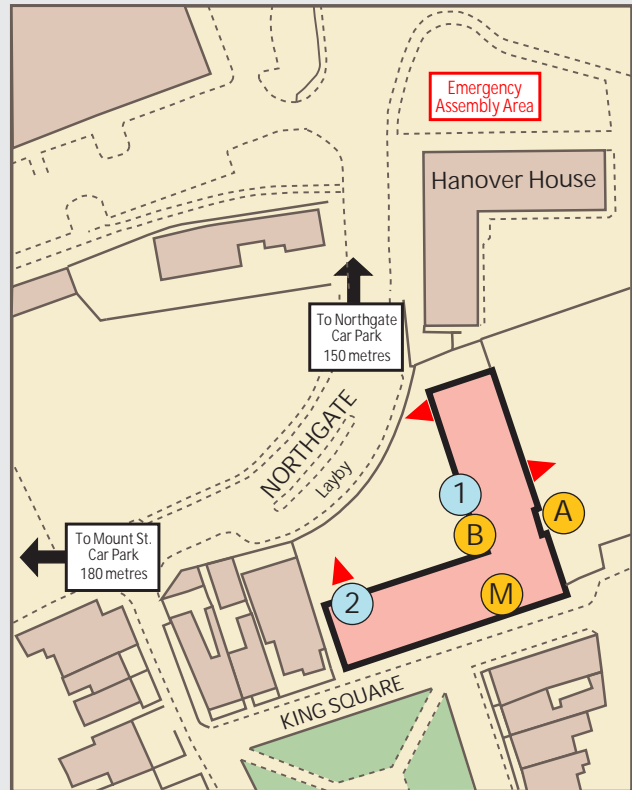 Emergency
Assembly Area
Hanover House
To Northgate
Car Park
150 metres
NORTHGATE
Layby
1
A
B
To Mount St.
Car Park
180 metres
2
M
KING SQUARE